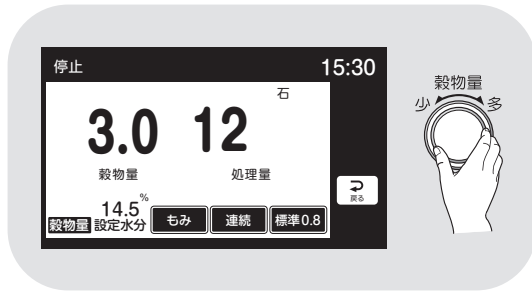 停止 15:30
石
3.0 12
穀物量 処理量
戻る
14.5%
穀物量 設定水分 もみ 連続 標準0.8
穀物量
少 多